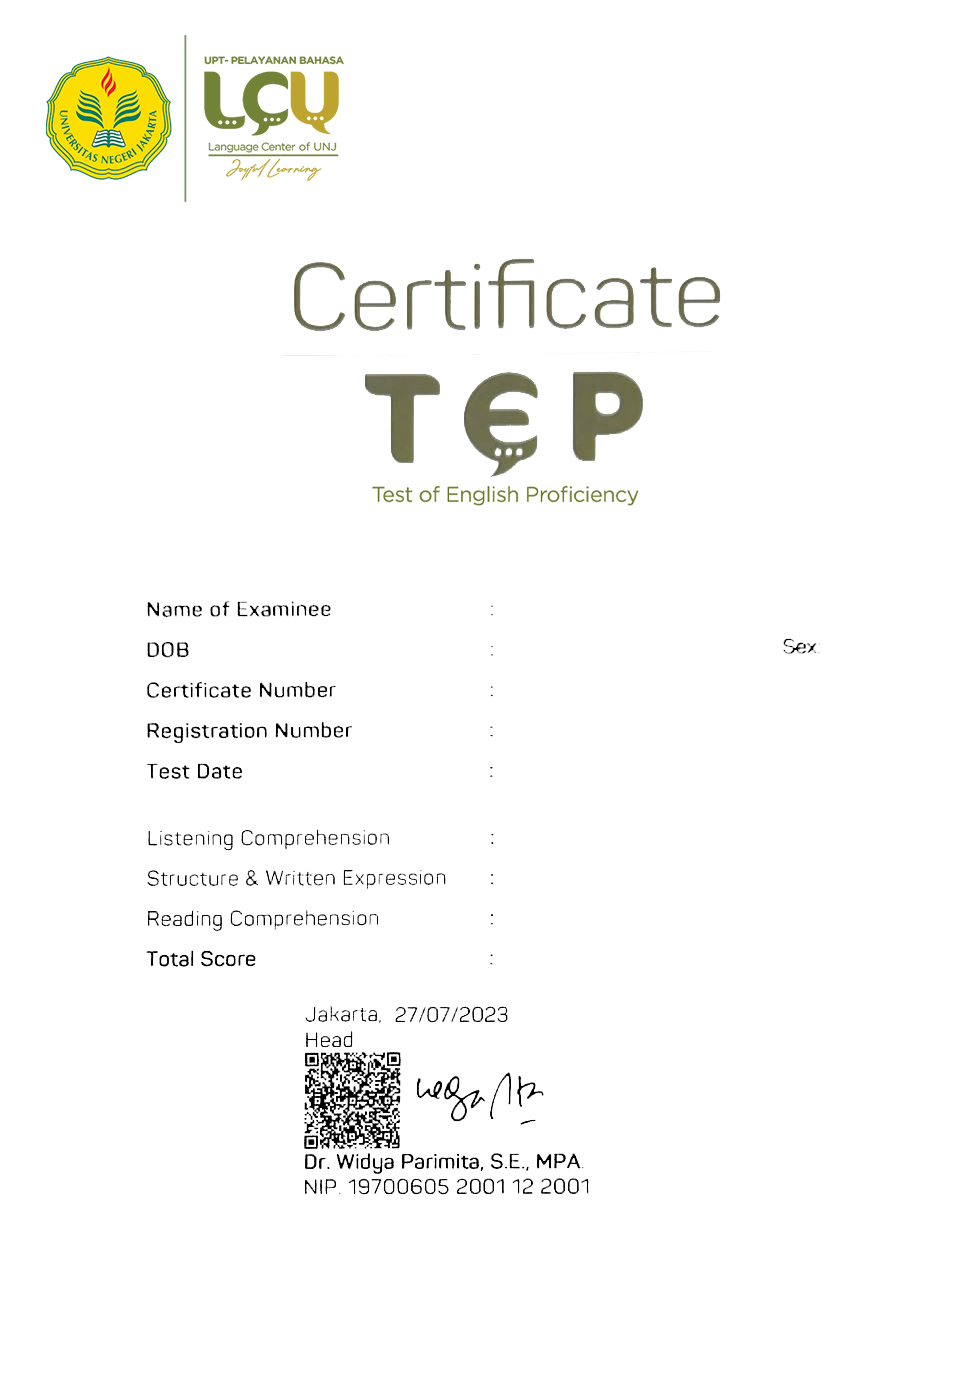 UPT- PELAYANAN BAHASA
LCU
Language Center of UNJ
Joyful Learning
UNIVERSITAS NEGERI JAKARTA
Certificate
TEP
Test of English Proficiency
Name of Examinee :
DOB : Sex:
Certificate Number :
Registration Number :
Test Date :
Listening Comprehension :
Structure & Written Expression :
Reading Comprehension :
Total Score :
Jakarta, 27/07/2023
Head
Dr. Widya Parimita, S.E., MPA.
NIP. 19700605 2001 12 2001